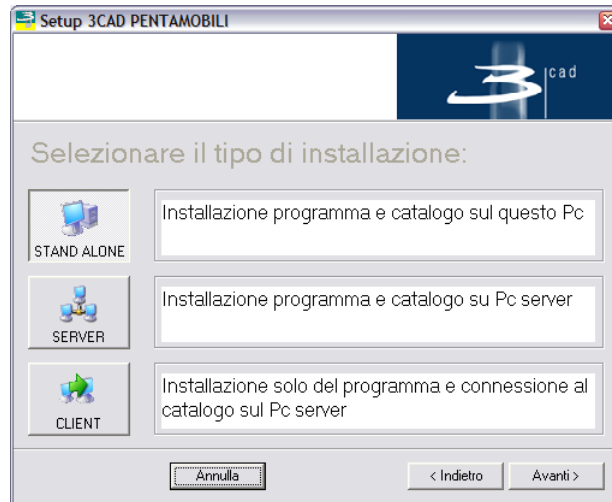 Setup 3CAD PENTAMOBILI
3cad
Selezionare il tipo di installazione:
STAND ALONE
Installazione programma e catalogo sul questo Pc
SERVER
Installazione programma e catalogo su Pc server
CLIENT
Installazione solo del programma e connessione al
catalogo sul Pc server
Annulla
< Indietro
Avanti >